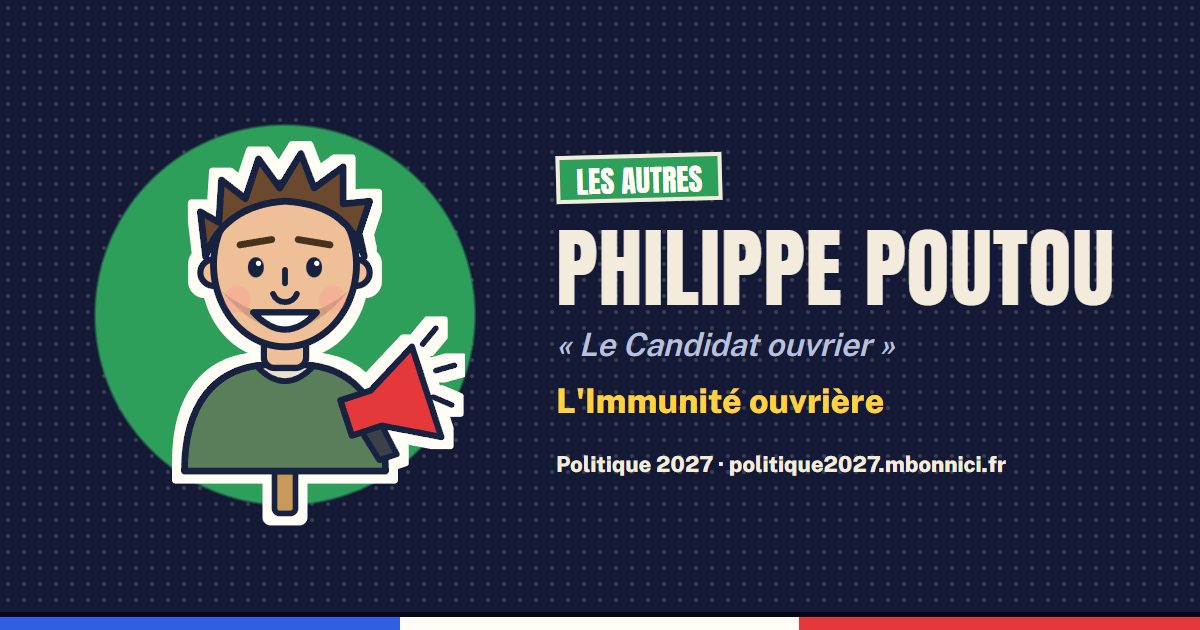 LES AUTRES
PHILIPPE POUTOU
« Le Candidat ouvrier »
L'Immunité ouvrière
Politique 2027 · politique2027.mbonnici.fr